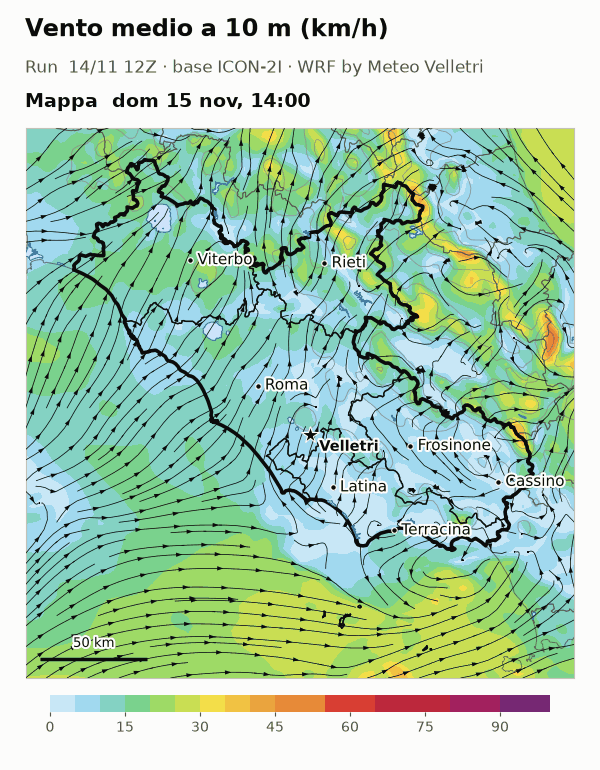 Vento medio a 10 m (km/h)
Run  14/11 12Z · base ICON-2I · WRF by Meteo Velletri
Mappa  dom 15 nov, 14:00
Viterbo
Rieti
Roma
Velletri
Frosinone
Cassino
Latina
Terracina
50 km
0 15 30 45 60 75 90